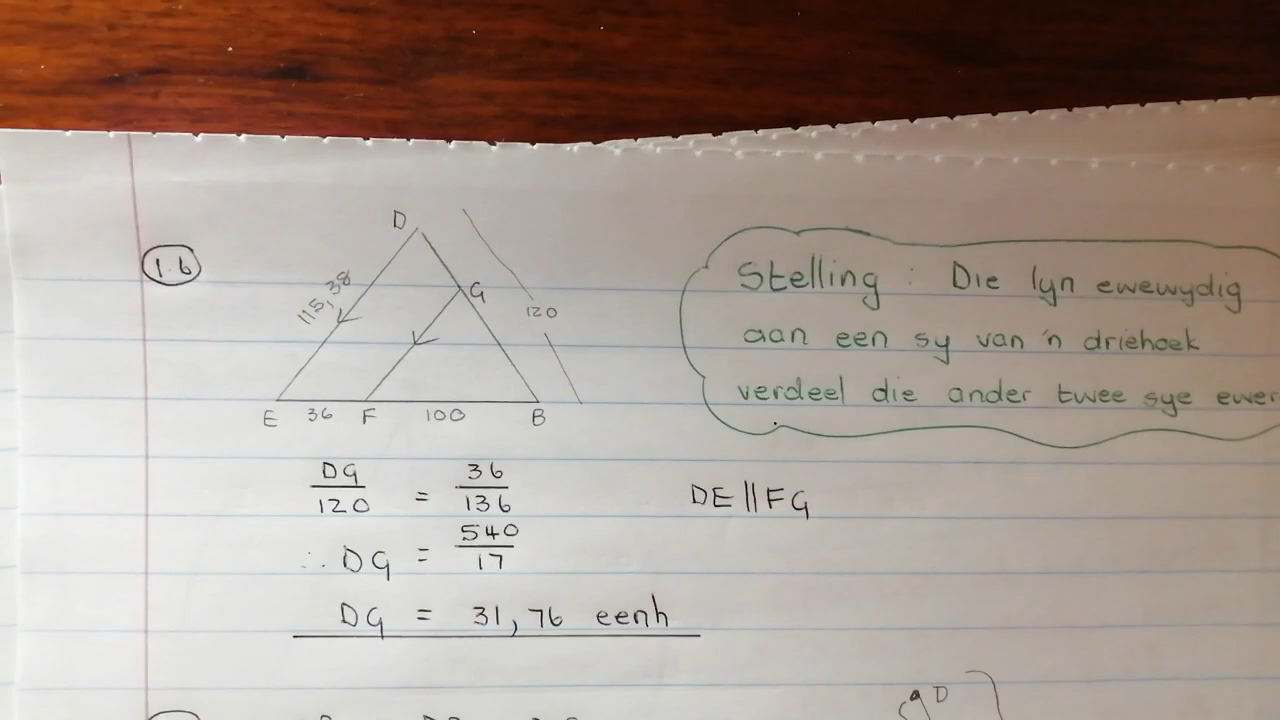 1.6
D
115,38
G
120
E 36 F 100 B
Stelling : Die lyn ewewydig
aan een sy van 'n driehoek
verdeel die ander twee sye
DG/120 = 36/136
DE || FG
∴ DG = 540/17
DG = 31,76 eenh